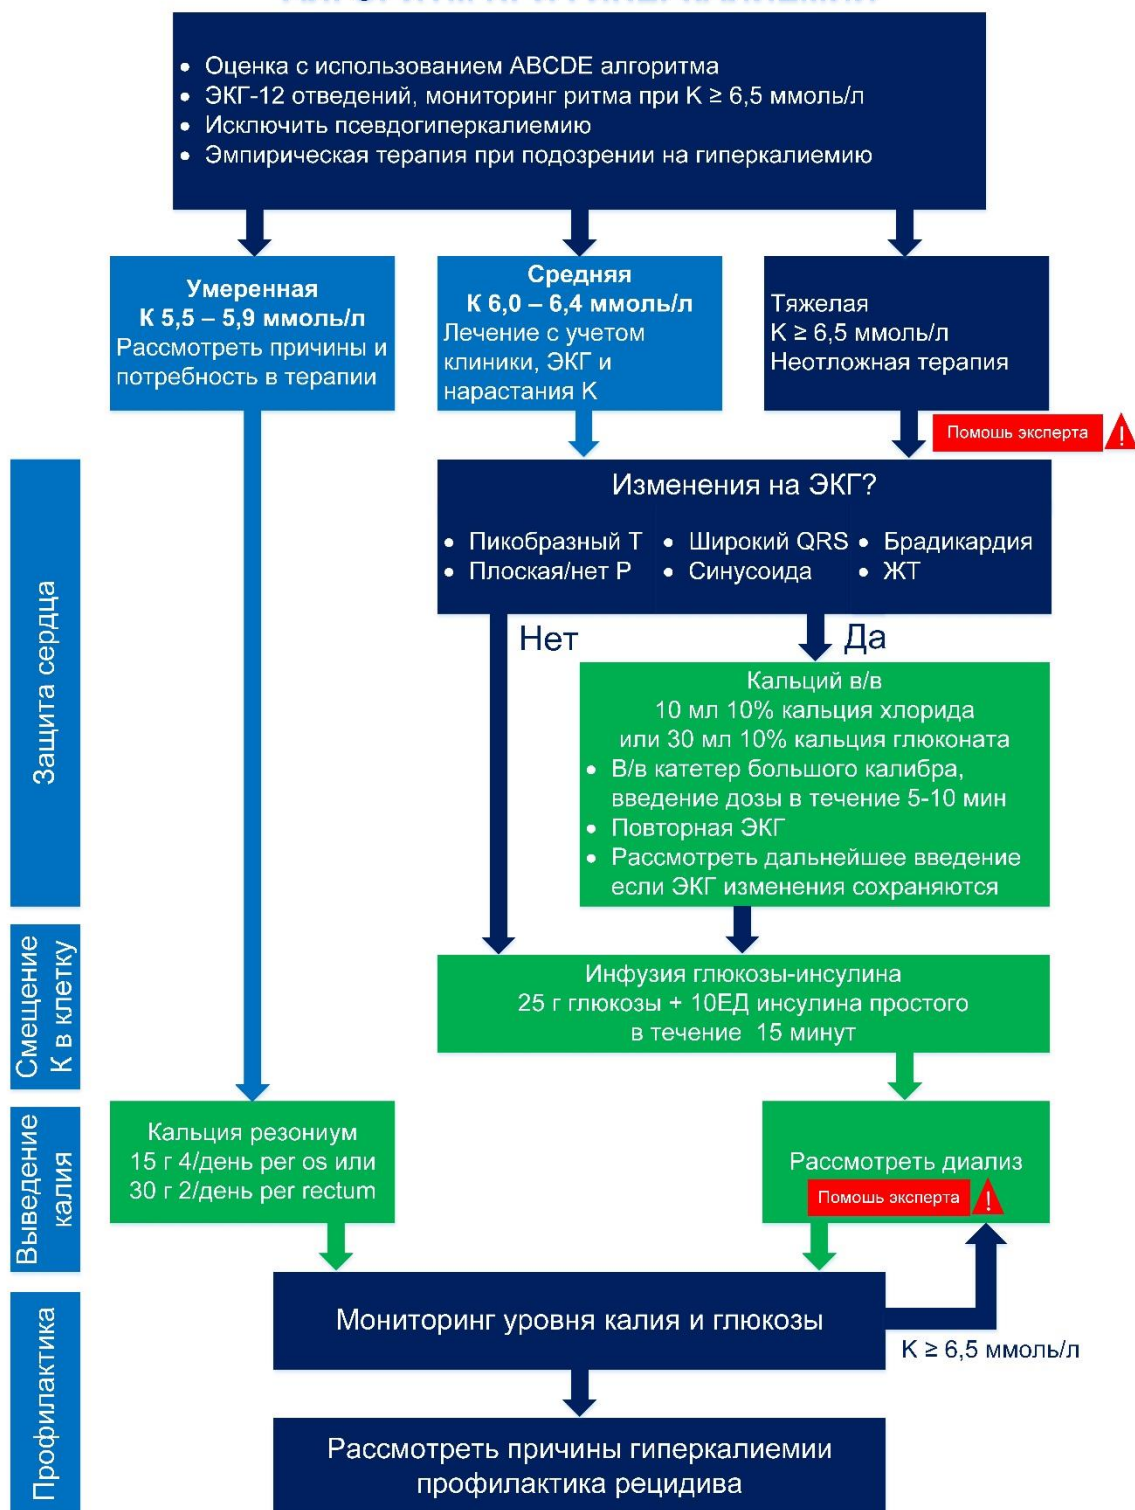 • Оценка с использованием ABCDE алгоритма
• ЭКГ-12 отведений, мониторинг ритма при K ≥ 6,5 ммоль/л
• Исключить псевдогиперкалиемию
• Эмпирическая терапия при подозрении на гиперкалиемию
Умеренная
К 5,5 – 5,9 ммоль/л
Рассмотреть причины и
потребность в терапии
Средняя
К 6,0 – 6,4 ммоль/л
Лечение с учетом
клиники, ЭКГ и
нарастания K
Тяжелая
K ≥ 6,5 ммоль/л
Неотложная терапия
Помошь эксперта
!
Защита сердца
Изменения на ЭКГ?
• Пикобразный Т
• Плоская/нет Р
• Широкий QRS
• Синусоида
• Брадикардия
• ЖТ
Нет
Да
Кальций в/в
10 мл 10% кальция хлорида
или 30 мл 10% кальция глюконата
• В/в катетер большого калибра,
введение дозы в течение 5-10 мин
• Повторная ЭКГ
• Рассмотреть дальнейшее введение
если ЭКГ изменения сохраняются
Смещение
К в клетку
Инфузия глюкозы-инсулина
25 г глюкозы + 10ЕД инсулина простого
в течение 15 минут
Выведение
калия
Кальция резониум
15 г 4/день per os или
30 г 2/день per rectum
Рассмотреть диализ
Помошь эксперта
!
Профилактика
Мониторинг уровня калия и глюкозы
K ≥ 6,5 ммоль/л
Рассмотреть причины гиперкалиемии
профилактика рецидива